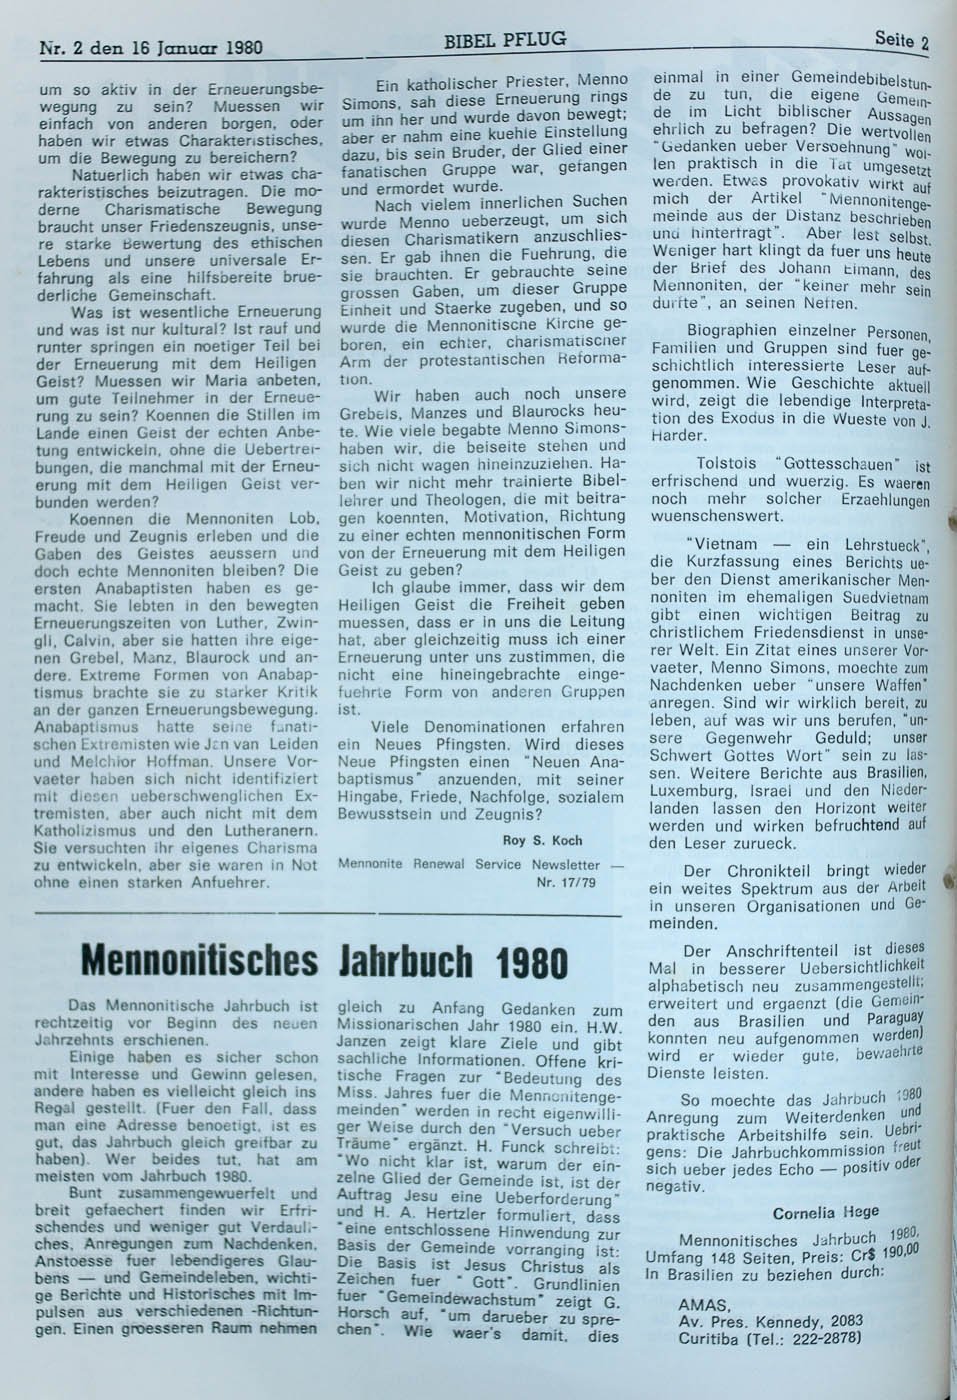 Nr. 2 den 16 Januar 1980
BIBEL PFLUG
Seite 2
um so aktiv in der Erneuerungsbe-
wegung zu sein? Muessen wir
einfach von anderen borgen, oder
haben wir etwas Charakteristisches,
um die Bewegung zu bereichern?
Natuerlich haben wir etwas cha-
rakteristisches beizutragen. Die mo-
derne Charismatische Bewegung
braucht unser Friedenszeugnis, unse-
re starke Bewertung des ethischen
Lebens und unsere universale Er-
fahrung als eine hilfsbereite brue-
derliche Gemeinschaft.
Was ist wesentliche Erneuerung
und was ist nur kultural? Ist rauf und
runter springen ein noetiger Teil bei
der Erneuerung mit dem Heiligen
Geist? Muessen wir Maria anbeten,
um gute Teilnehmer in der Erneue-
rung zu sein? Koennen die Stillen im
Lande einen Geist der echten Anbe-
tung entwickeln, ohne die Uebertrei-
bungen, die manchmal mit der Erneu-
erung mit dem Heiligen Geist ver-
bunden werden?
Koennen die Mennoniten Lob,
Freude und Zeugnis erleben und die
Gaben des Geistes aeussern und
doch echte Mennoniten bleiben? Die
ersten Anabaptisten haben es ge-
macht. Sie lebten in den bewegten
Erneuerungszeiten von Luther, Zwin-
gli, Calvin, aber sie hatten ihre eige-
nen Grebel, Manz, Blaurock und an-
dere. Extreme Formen von Anabap-
tismus brachte sie zu starker Kritik
an der ganzen Erneuerungsbewegung.
Anabaptismus hatte seine fanati-
schen Extremisten wie Jan van Leiden
und Melchior Hoffman. Unsere Vor-
vaeter haben sich nicht identifiziert
mit diesen ueberschwenglichen Ex-
tremisten, aber auch nicht mit dem
Katholizismus und den Lutheranern.
Sie versuchten ihr eigenes Charisma
zu entwickeln, aber sie waren in Not
ohne einen starken Anfuehrer.
Ein katholischer Priester, Menno
Simons, sah diese Erneuerung rings
um ihn her und wurde davon bewegt;
aber er nahm eine kuehle Einstellung
dazu, bis sein Bruder, der Glied einer
fanatischen Gruppe war, gefangen
und ermordet wurde.
Nach vielem innerlichen Suchen
wurde Menno ueberzeugt, um sich
diesen Charismatikern anzuschlies-
sen. Er gab ihnen die Fuehrung, die
sie brauchten. Er gebrauchte seine
grossen Gaben, um dieser Gruppe
Einheit und Staerke zugeben, und so
wurde die Mennonitische Kirche ge-
boren, ein echter, charismatischer
Arm der protestantischen Reforma-
tion.
Wir haben auch noch unsere
Grebels, Manzes und Blaurocks heu-
te. Wie viele begabte Menno Simons-
haben wir, die beiseite stehen und
sich nicht wagen hineinzuziehen. Ha-
ben wir nicht mehr trainierte Bibel-
lehrer und Theologen, die mit beitra-
gen koennten, Motivation, Richtung
zu einer echten mennonitischen Form
von der Erneuerung mit dem Heiligen
Geist zu geben?
Ich glaube immer, dass wir dem
Heiligen Geist die Freiheit geben
muessen, dass er in uns die Leitung
hat, aber gleichzeitig muss ich einer
Erneuerung unter uns zustimmen, die
nicht eine hineingebrachte einge-
fuehrte Form von anderen Gruppen
ist.
Viele Denominationen erfahren
ein Neues Pfingsten. Wird dieses
Neue Pfingsten einen "Neuen Ana-
baptismus" anzuenden, mit seiner
Hingabe, Friede, Nachfolge, sozialem
Bewusstsein und Zeugnis?
Roy S. Koch
Mennonite Renewal Service Newsletter —
Nr. 17/79
Mennonitisches Jahrbuch 1980
Das Mennonitische Jahrbuch ist
rechtzeitig vor Beginn des neuen
Jahrzehnts erschienen.
Einige haben es sicher schon
mit Interesse und Gewinn gelesen,
andere haben es vielleicht gleich ins
Regal gestellt. (Fuer den Fall, dass
man eine Adresse benoetigt, ist es
gut, das Jahrbuch gleich greifbar zu
haben). Wer beides tut, hat am
meisten vom Jahrbuch 1980.
Bunt zusammengewuerfelt und
breit gefaechert finden wir Erfri-
schendes und weniger gut Verdauli-
ches, Anregungen zum Nachdenken,
Anstoesse fuer lebendigeres Glau-
bens — und Gemeindeleben, wichti-
ge Berichte und Historisches mit Im-
pulsen aus verschiedenen -Richtun-
gen. Einen groesseren Raum nehmen
gleich zu Anfang Gedanken zum
Missionarischen Jahr 1980 ein. H.W.
Janzen zeigt klare Ziele und gibt
sachliche Informationen. Offene kri-
tische Fragen zur "Bedeutung des
Miss. Jahres fuer die Mennonitenge-
meinden" werden in recht eigenwilli-
ger Weise durch den "Versuch ueber
Träume" ergänzt. H. Funck schreibt:
"Wo nicht klar ist, warum der ein-
zelne Glied der Gemeinde ist, ist der
Auftrag Jesu eine Ueberforderung"
und H. A. Hertzler formuliert, dass
"eine entschlossene Hinwendung zur
Basis der Gemeinde vorranging ist:
Die Basis ist Jesus Christus als
Zeichen fuer " Gott". Grundlinien
fuer "Gemeindewachstum" zeigt G.
Horsch auf, "um darueber zu spre-
chen". Wie waer's damit, dies
einmal in einer Gemeindebibelstun-
de zu tun, die eigene Gemein-
de im Licht biblischer Aussagen
ehrlich zu befragen? Die wertvollen
"Gedanken ueber Versoehnung" wol-
len praktisch in die Tat umgesetzt
werden. Etwas provokativ wirkt auf
mich der Artikel "Mennonitenge-
meinde aus der Distanz beschrieben
und hinterfragt". Aber lest selbst.
Weniger hart klingt da fuer uns heute
der Brief des Johann Eimann, des
Mennoniten, der "keiner mehr sein
durfte", an seinen Neffen.
Biographien einzelner Personen,
Familien und Gruppen sind fuer ge-
schichtlich interessierte Leser auf-
genommen. Wie Geschichte aktuell
wird, zeigt die lebendige Interpreta-
tion des Exodus in die Wueste von J.
Harder.
Tolstois "Gottesschauen" ist
erfrischend und wuerzig. Es waeren
noch mehr solcher Erzaehlungen
wuenschenswert.
"Vietnam — ein Lehrstueck",
die Kurzfassung eines Berichts ue-
ber den Dienst amerikanischer Men-
noniten im ehemaligen Suedvietnam
gibt einen wichtigen Beitrag zu
christlichem Friedensdienst in unse-
rer Welt. Ein Zitat eines unserer Vor-
vaeter, Menno Simons, moechte zum
Nachdenken ueber "unsere Waffen"
anregen. Sind wir wirklich bereit, zu
leben, auf was wir uns berufen, "un-
sere Gegenwehr Geduld; unser
Schwert Gottes Wort" sein zu las-
sen. Weitere Berichte aus Brasilien,
Luxemburg, Israel und den Nieder-
landen lassen den Horizont weiter
werden und wirken befruchtend auf
den Leser zurueck.
Der Chronikteil bringt wieder
ein weites Spektrum aus der Arbeit
in unseren Organisationen und Ge-
meinden.
Der Anschriftenteil ist dieses
Mal in besserer Uebersichtlichkeit
alphabetisch neu zusammengestellt;
erweitert und ergaenzt (die Gemein-
den aus Brasilien und Paraguay
konnten neu aufgenommen werden)
wird er wieder gute, bewaehrte
Dienste leisten.
So moechte das Jahrbuch 1980
Anregung zum Weiterdenken und
praktische Arbeitshilfe sein. Uebri-
gens: Die Jahrbuchkommission freut
sich ueber jedes Echo — positiv oder
negativ.
Cornelia Hege
Mennonitisches Jahrbuch 1980,
Umfang 148 Seiten, Preis: Cr$ 190,00
In Brasilien zu beziehen durch:
AMAS,
Av. Pres. Kennedy, 2083
Curitiba (Tel.: 222-2878)